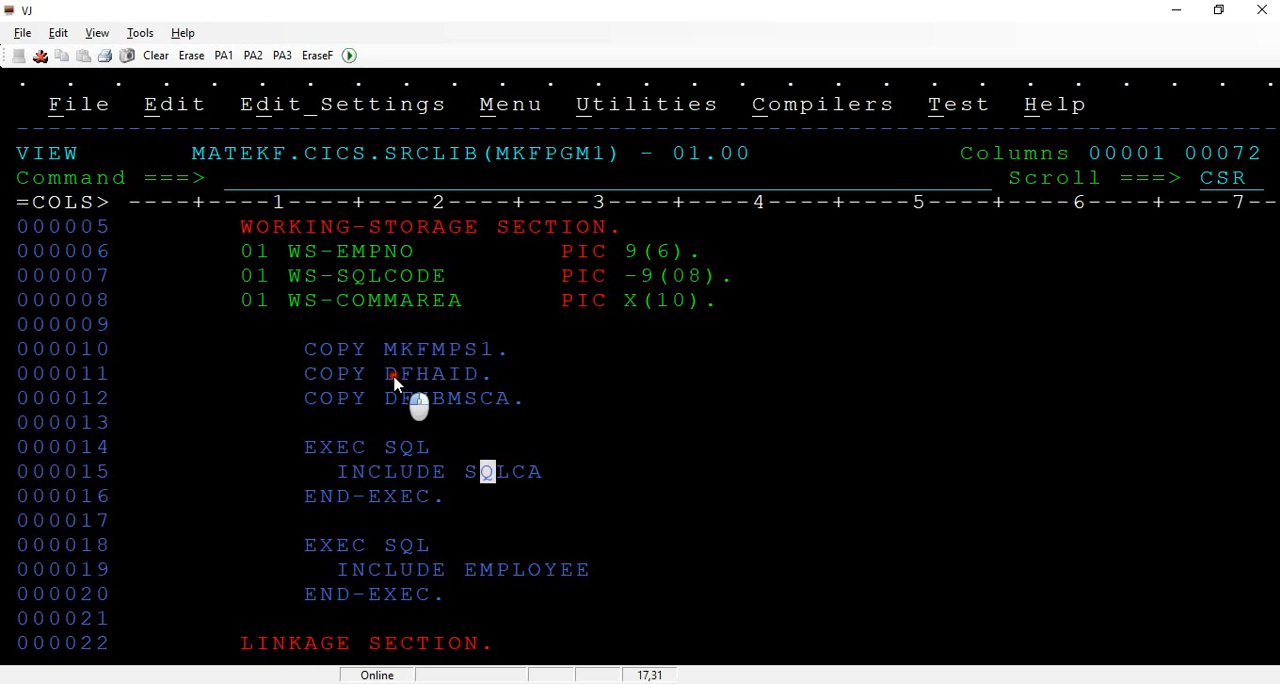 VJ
File Edit View Tools Help
Clear Erase PA1 PA2 PA3 EraseF
File Edit Edit_Settings Menu Utilities Compilers Test Help
VIEW MATEKF.CICS.SRCLIB(MKFPGM1) - 01.00 Columns 00001 00072
Command ===> Scroll ===> CSR
=COLS> ----+----1----+----2----+----3----+----4----+----5----+----6----+----7--
000005 WORKING-STORAGE SECTION.
000006 01 WS-EMPNO PIC 9(6).
000007 01 WS-SQLCODE PIC -9(08).
000008 01 WS-COMMAREA PIC X(10).
000009
000010 COPY MKFMPS1.
000011 COPY DFHAID.
000012 COPY DFHBMSCA.
000013
000014 EXEC SQL
000015 INCLUDE SQLCA
000016 END-EXEC.
000017
000018 EXEC SQL
000019 INCLUDE EMPLOYEE
000020 END-EXEC.
000021
000022 LINKAGE SECTION.
Online 17,31